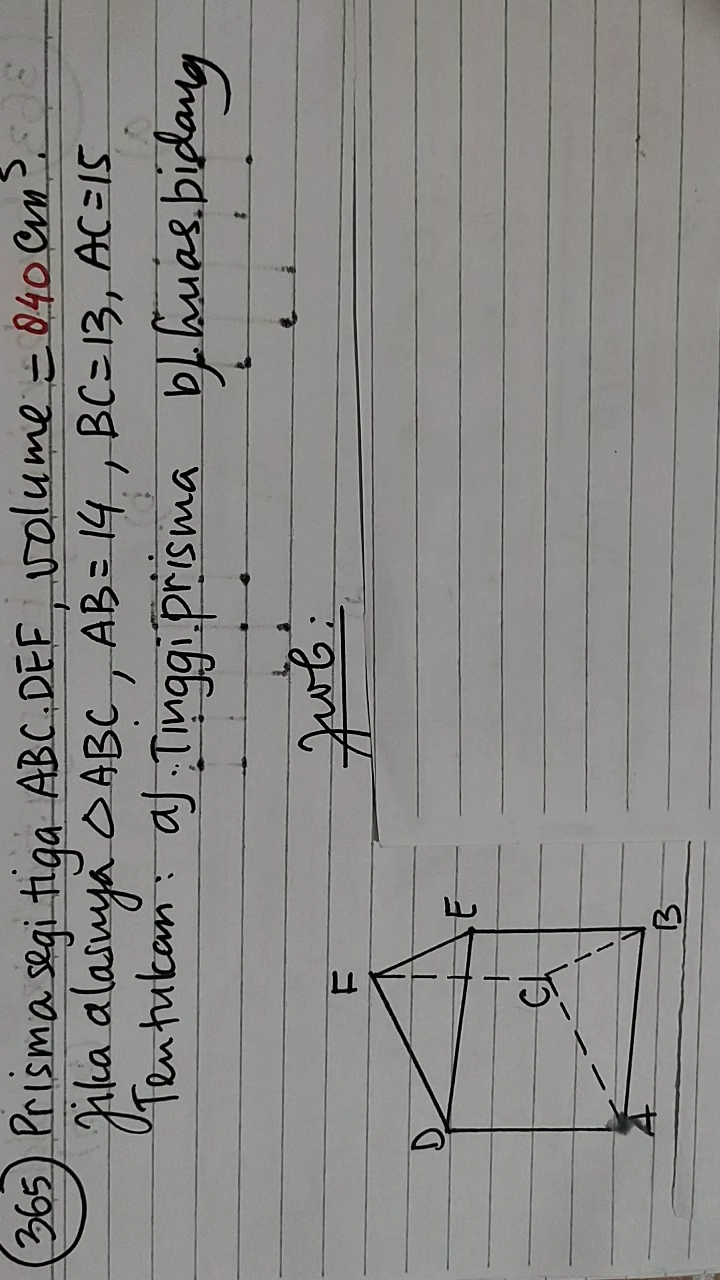 365 Prisma segi tiga ABC.DEF, volume = 840 cm³.
jika alasnya △ABC, AB = 14, BC = 13, AC = 15
Tentukan: a). Tinggi prisma b). Luas bidang
Jwb:
F
D
E
C
A
B